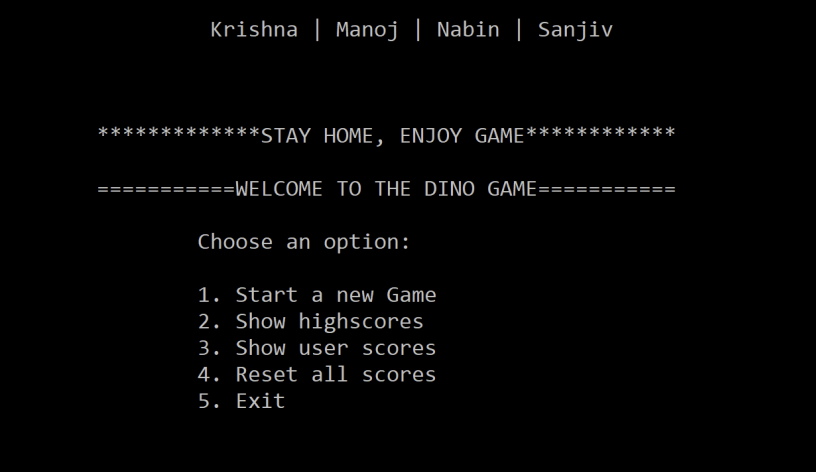 Krishna | Manoj | Nabin | Sanjiv
*************STAY HOME, ENJOY GAME************
===========WELCOME TO THE DINO GAME===========
Choose an option:
1. Start a new Game
2. Show highscores
3. Show user scores
4. Reset all scores
5. Exit